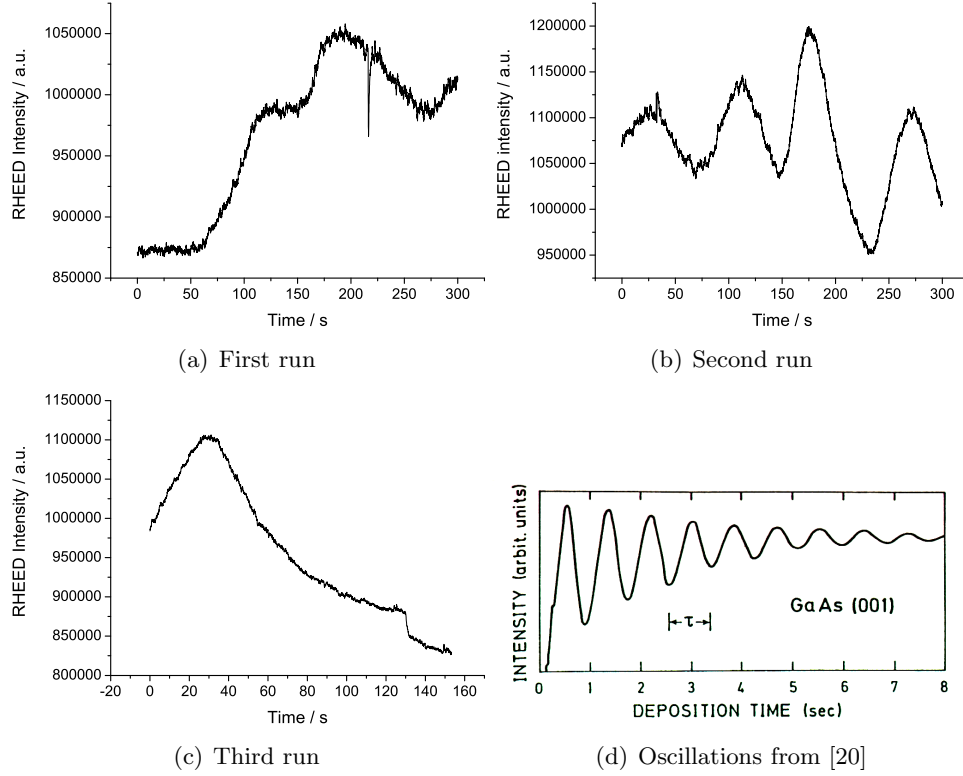 RHEED Intensity / a.u.
1050000
1000000
950000
900000
850000
0 50 100 150 200 250 300
Time / s
(a) First run
RHEED intensity / a.u.
1200000
1150000
1100000
1050000
1000000
950000
0 50 100 150 200 250 300
Time / s
(b) Second run
RHEED Intensity / a.u.
1150000
1100000
1050000
1000000
950000
900000
850000
800000
-20 0 20 40 60 80 100 120 140 160
Time / s
(c) Third run
INTENSITY (arbit. units)
GaAs (001)
τ
0 1 2 3 4 5 6 7 8
DEPOSITION TIME (sec)
(d) Oscillations from [20]